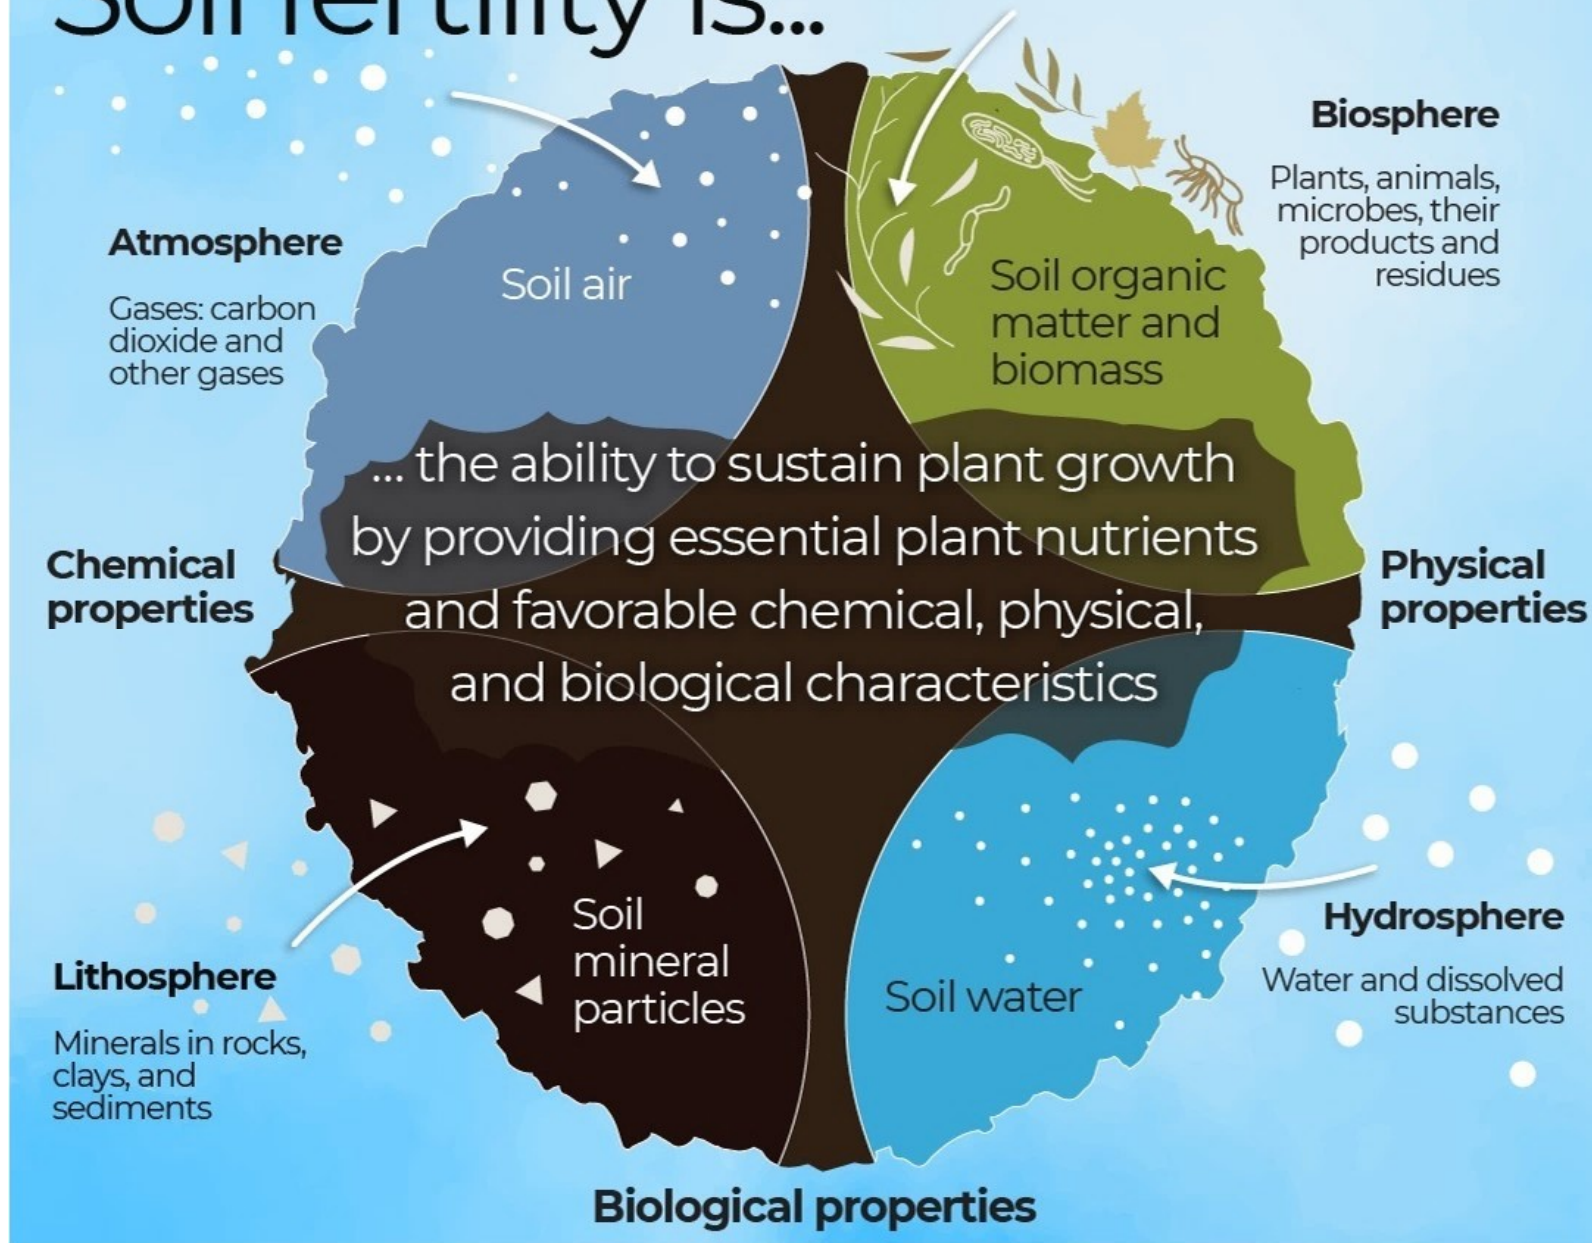 Soil fertility is...
Biosphere
Plants, animals,
microbes, their
products and
residues
Atmosphere
Gases: carbon
dioxide and
other gases
Soil air
Soil organic
matter and
biomass
... the ability to sustain plant growth
by providing essential plant nutrients
and favorable chemical, physical,
and biological characteristics
Chemical
properties
Physical
properties
Lithosphere
Minerals in rocks,
clays, and
sediments
Soil
mineral
particles
Soil water
Hydrosphere
Water and dissolved
substances
Biological properties